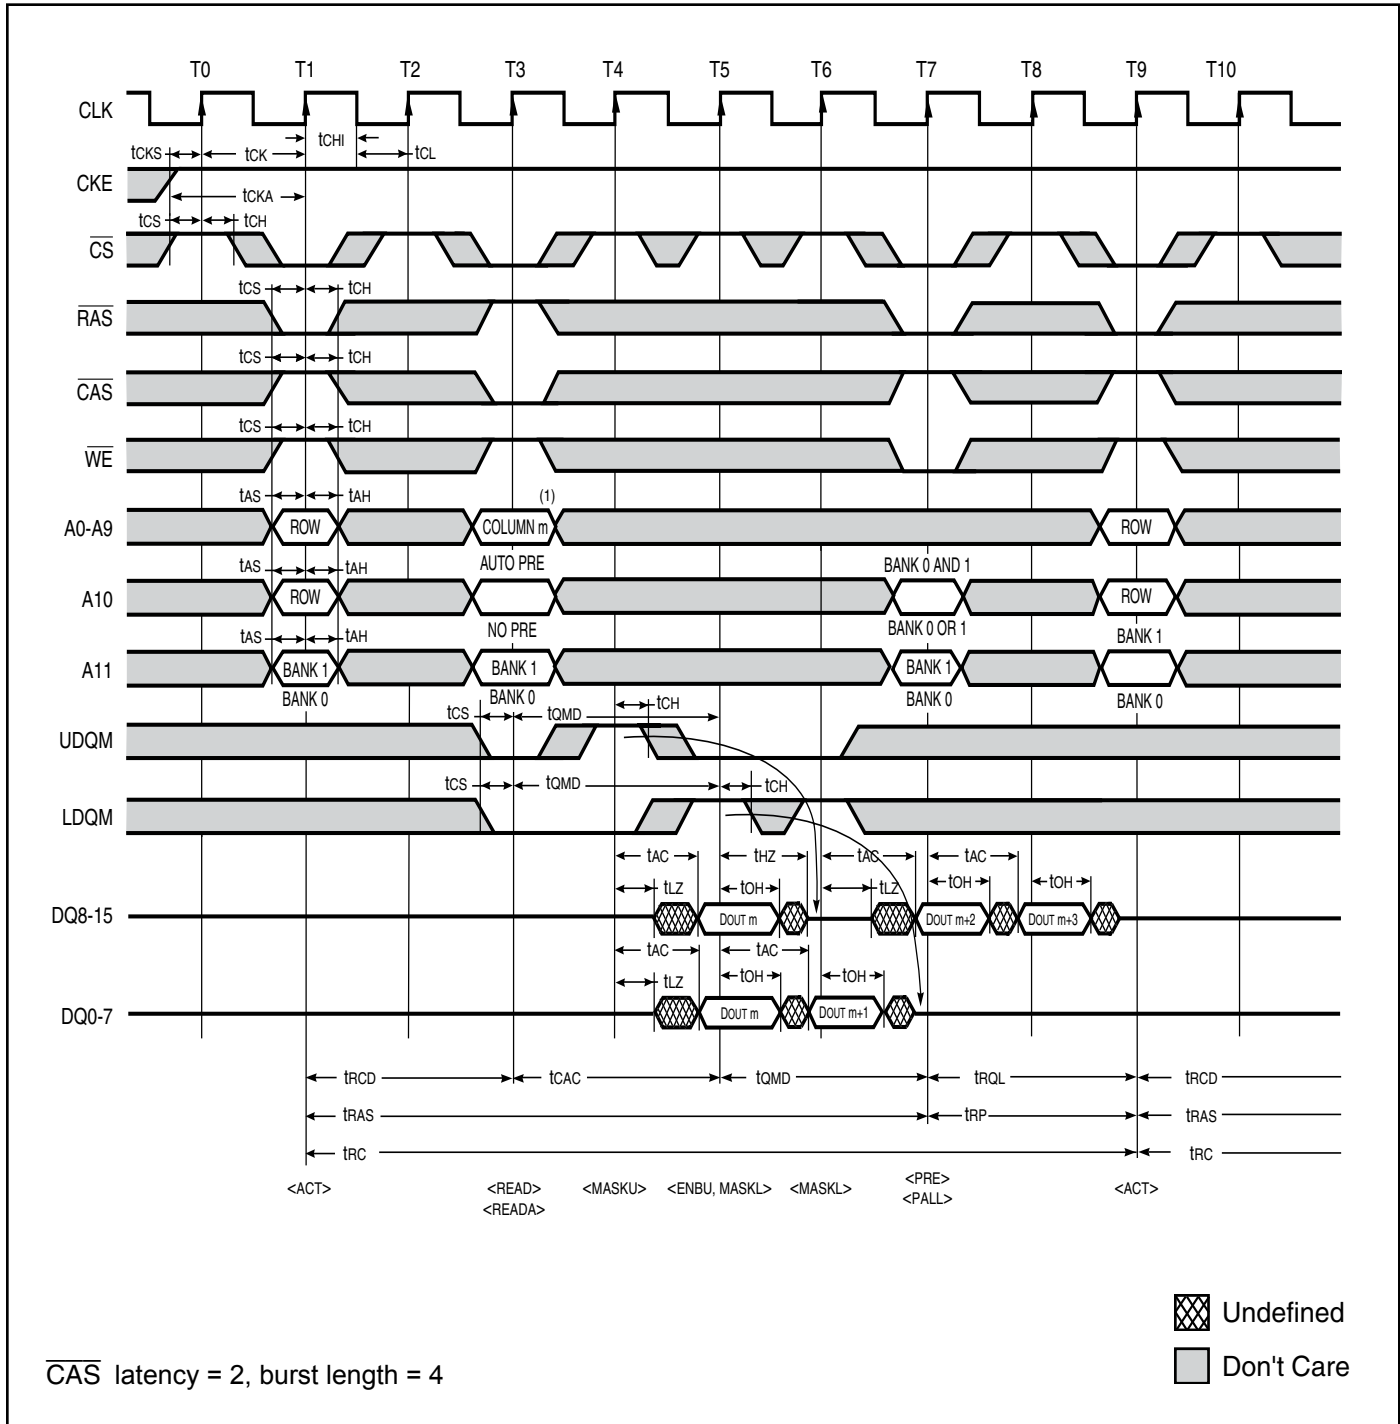 T0 T1 T2 T3 T4 T5 T6 T7 T8 T9 T10
CLK
tCHI
tCKS tCK tCL
CKE
tCKA
tCS tCH
CS
tCS tCH
RAS
tCS tCH
CAS
tCS tCH
WE
tAS tAH (1)
A0-A9 ROW COLUMN m ROW
tAS tAH AUTO PRE BANK 0 AND 1
A10 ROW ROW
tAS tAH NO PRE BANK 0 OR 1 BANK 1
A11 BANK 1 BANK 1 BANK 1
BANK 0 BANK 0 BANK 0 BANK 0
tCS tQMD tCH
UDQM
tCS tQMD tCH
LDQM
tAC tHZ tAC tAC
tLZ tOH tLZ tOH tOH
DQ8-15 DOUT m DOUT m+2 DOUT m+3
tAC tAC
tLZ tOH tOH
DQ0-7 DOUT m DOUT m+1
tRCD tCAC tQMD tRQL tRCD
tRAS tRP tRAS
tRC tRC
<ACT> <READ> <MASKU> <ENBU, MASKL> <MASKL> <PRE> <ACT>
<READA> <PALL>
Undefined
Don't Care
CAS latency = 2, burst length = 4